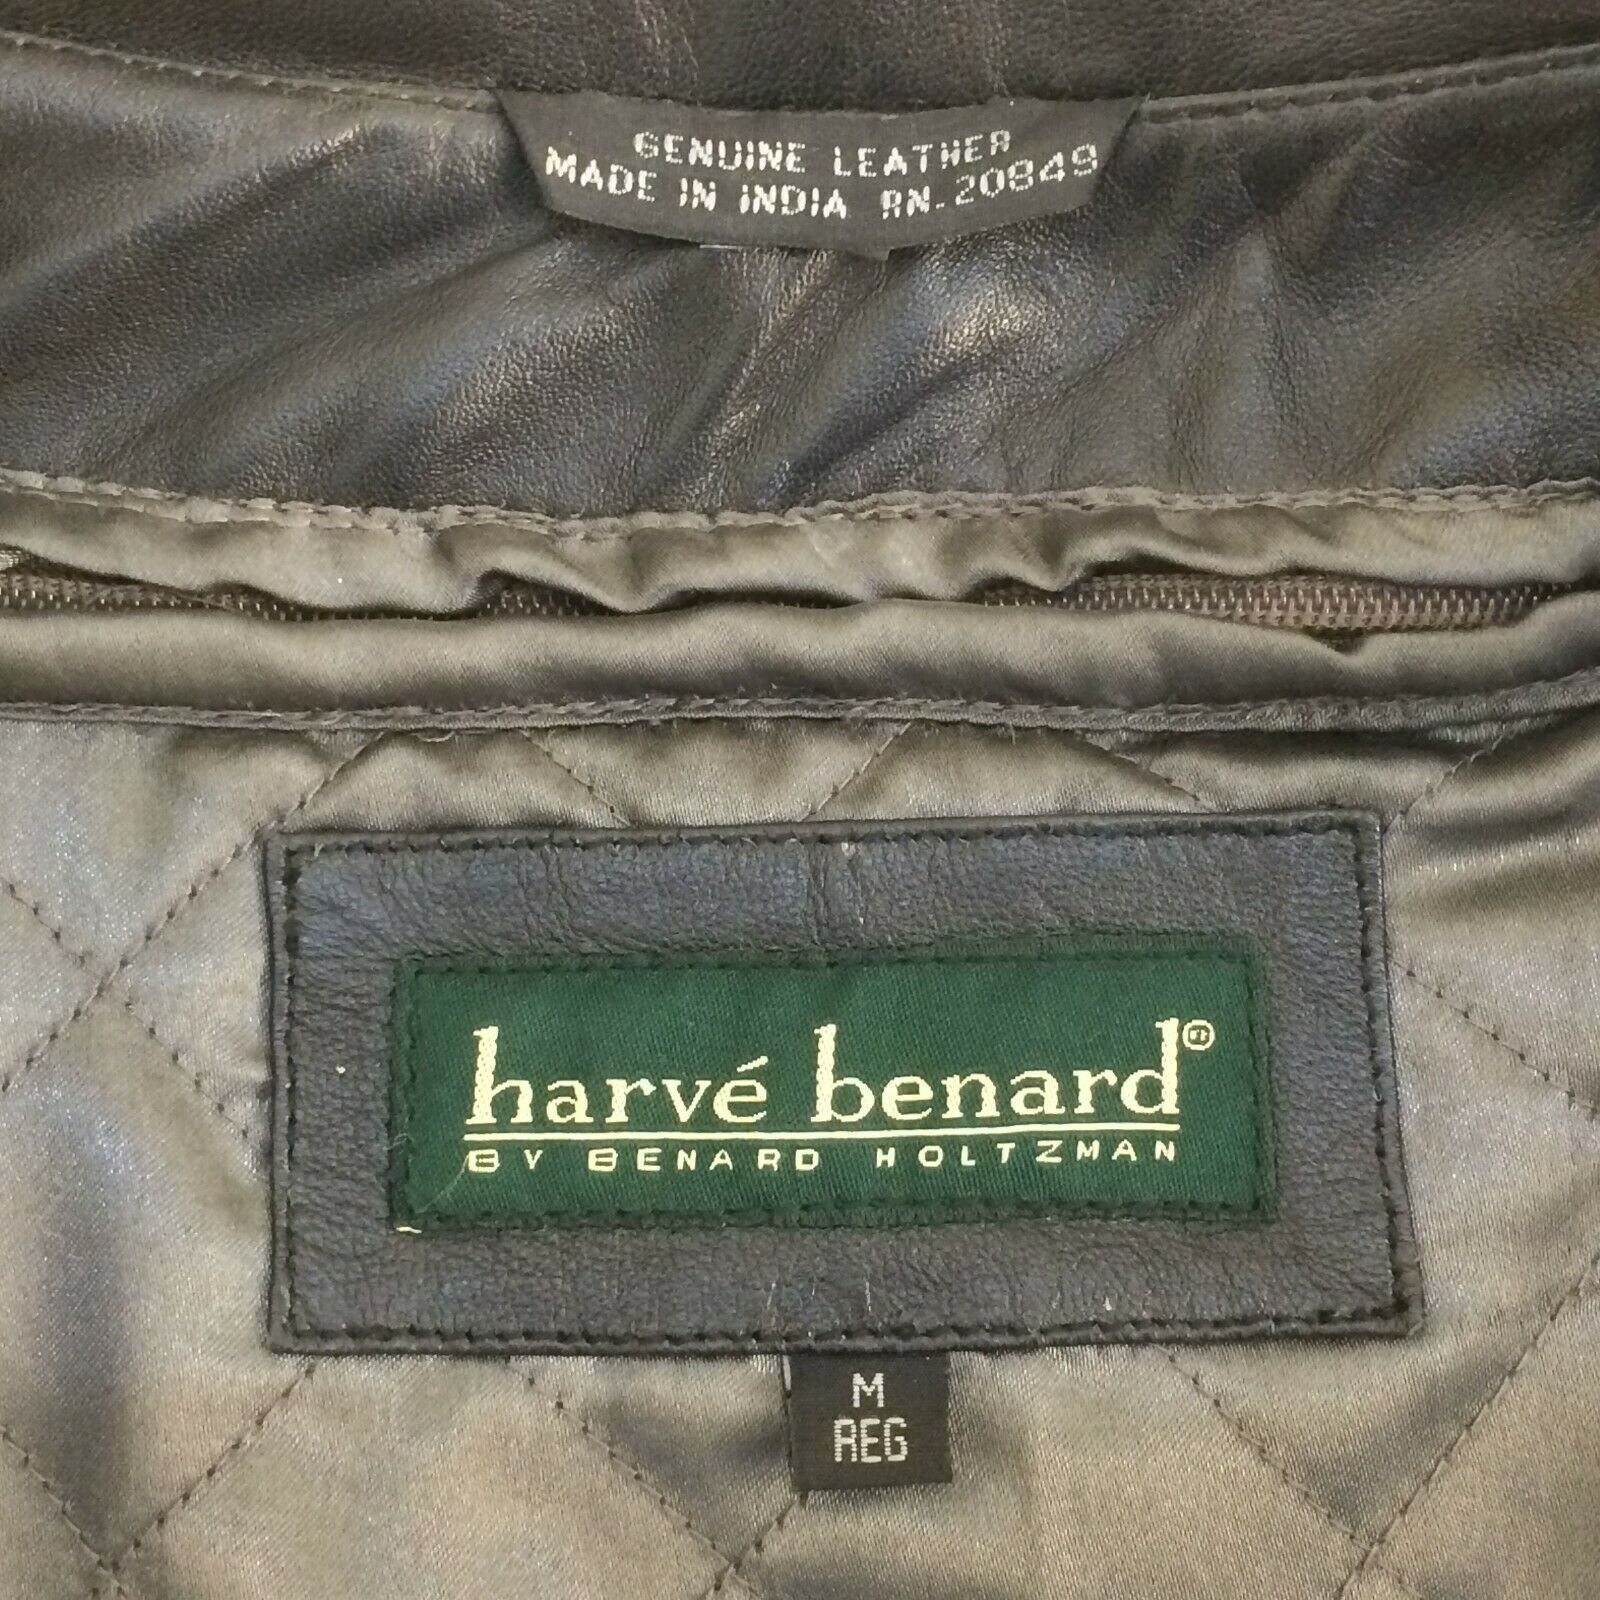 GENUINE LEATHER
MADE IN INDIA RN.20849
harvé benard®
BY BENARD HOLTZMAN
M
REG